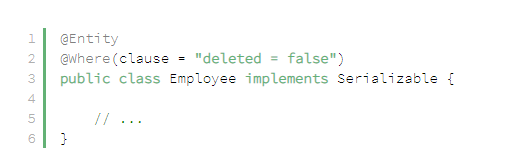 1 @Entity
2 @Where(clause = "deleted = false")
3 public class Employee implements Serializable {
4
5     // ...
6 }